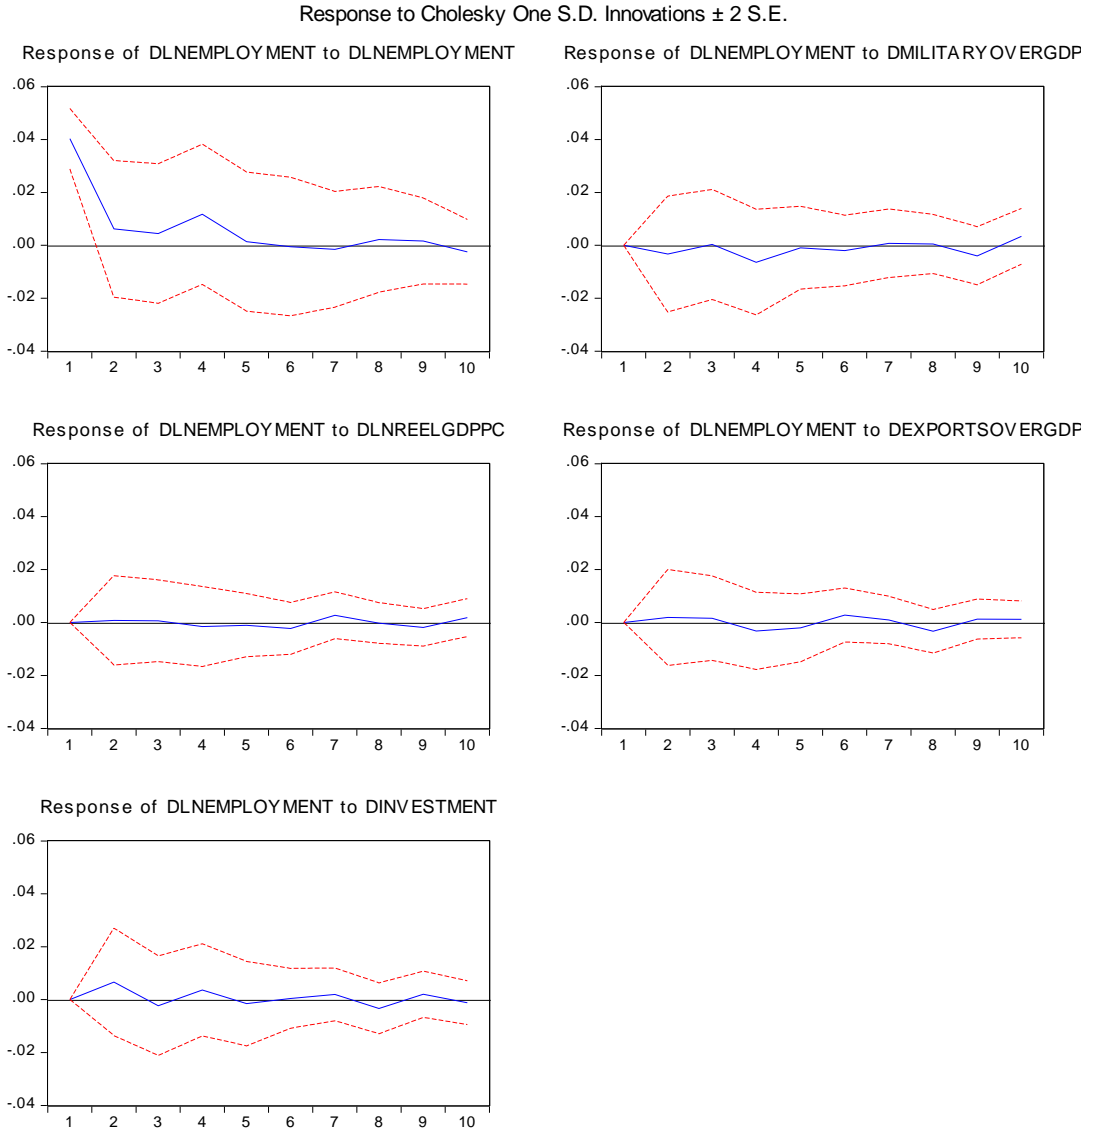 Response to Cholesky One S.D. Innovations ± 2 S.E.
Response of DLNEMPLOYMENT to DLNEMPLOYMENT
.06
.04
.02
.00
-.02
-.04
1 2 3 4 5 6 7 8 9 10
Response of DLNEMPLOYMENT to DMILITARYOVERGDP
.06
.04
.02
.00
-.02
-.04
1 2 3 4 5 6 7 8 9 10
Response of DLNEMPLOYMENT to DLNREELGDPPC
.06
.04
.02
.00
-.02
-.04
1 2 3 4 5 6 7 8 9 10
Response of DLNEMPLOYMENT to DEXPORTSOVERGDP
.06
.04
.02
.00
-.02
-.04
1 2 3 4 5 6 7 8 9 10
Response of DLNEMPLOYMENT to DINVESTMENT
.06
.04
.02
.00
-.02
-.04
1 2 3 4 5 6 7 8 9 10